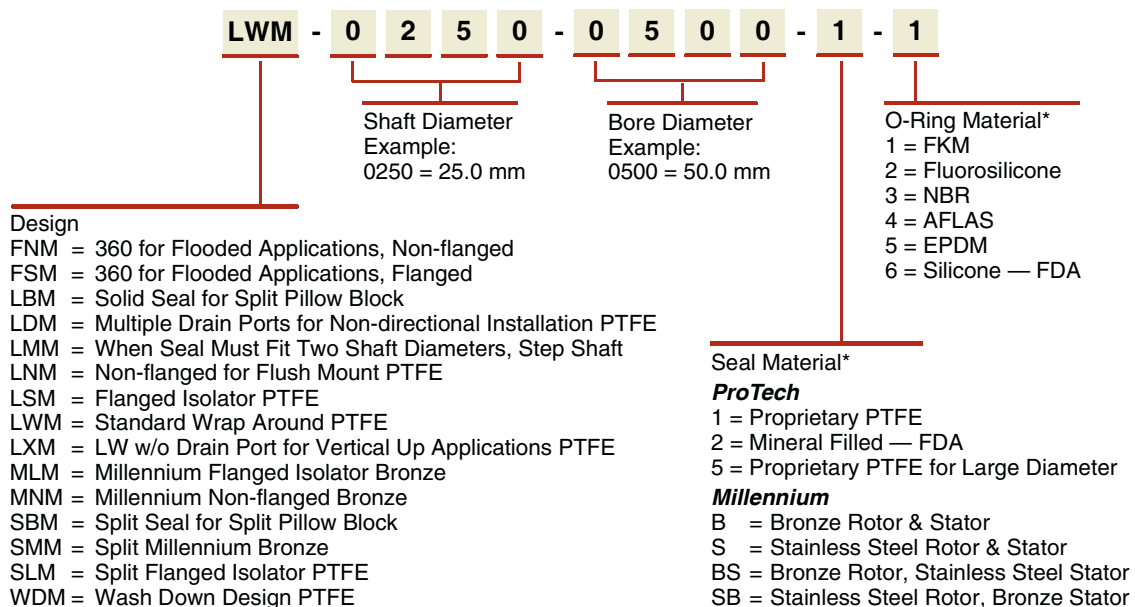 LWM - 0 2 5 0 - 0 5 0 0 - 1 - 1
Shaft Diameter
Example:
0250 = 25.0 mm
Bore Diameter
Example:
0500 = 50.0 mm
O-Ring Material*
1 = FKM
2 = Fluorosilicone
3 = NBR
4 = AFLAS
5 = EPDM
6 = Silicone — FDA
Design
FNM = 360 for Flooded Applications, Non-flanged
FSM = 360 for Flooded Applications, Flanged
LBM = Solid Seal for Split Pillow Block
LDM = Multiple Drain Ports for Non-directional Installation PTFE
LMM = When Seal Must Fit Two Shaft Diameters, Step Shaft
LNM = Non-flanged for Flush Mount PTFE
LSM = Flanged Isolator PTFE
LWM = Standard Wrap Around PTFE
LXM = LW w/o Drain Port for Vertical Up Applications PTFE
MLM = Millennium Flanged Isolator Bronze
MNM = Millennium Non-flanged Bronze
SBM = Split Seal for Split Pillow Block
SMM = Split Millennium Bronze
SLM = Split Flanged Isolator PTFE
WDM = Wash Down Design PTFE
Seal Material*
ProTech
1 = Proprietary PTFE
2 = Mineral Filled — FDA
5 = Proprietary PTFE for Large Diameter
Millennium
B = Bronze Rotor & Stator
S = Stainless Steel Rotor & Stator
BS = Bronze Rotor, Stainless Steel Stator
SB = Stainless Steel Rotor, Bronze Stator